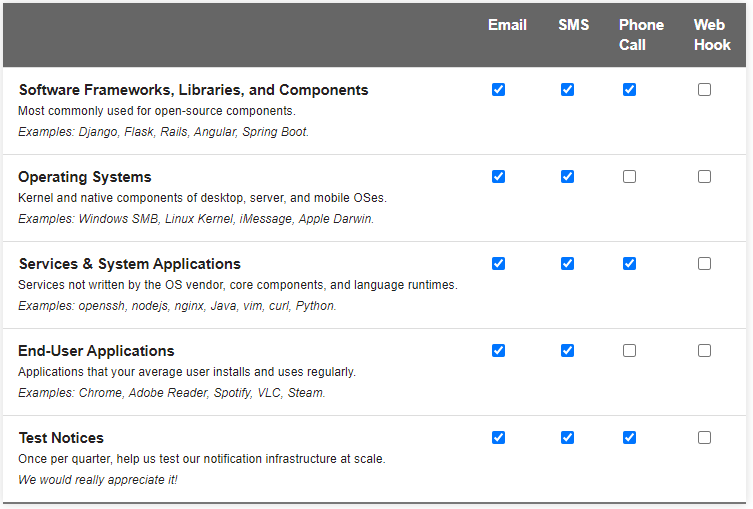 Email SMS Phone Call Web Hook
Software Frameworks, Libraries, and Components
Most commonly used for open-source components.
Examples: Django, Flask, Rails, Angular, Spring Boot.
Operating Systems
Kernel and native components of desktop, server, and mobile OSes.
Examples: Windows SMB, Linux Kernel, iMessage, Apple Darwin.
Services & System Applications
Services not written by the OS vendor, core components, and language runtimes.
Examples: openssh, nodejs, nginx, Java, vim, curl, Python.
End-User Applications
Applications that your average user installs and uses regularly.
Examples: Chrome, Adobe Reader, Spotify, VLC, Steam.
Test Notices
Once per quarter, help us test our notification infrastructure at scale.
We would really appreciate it!